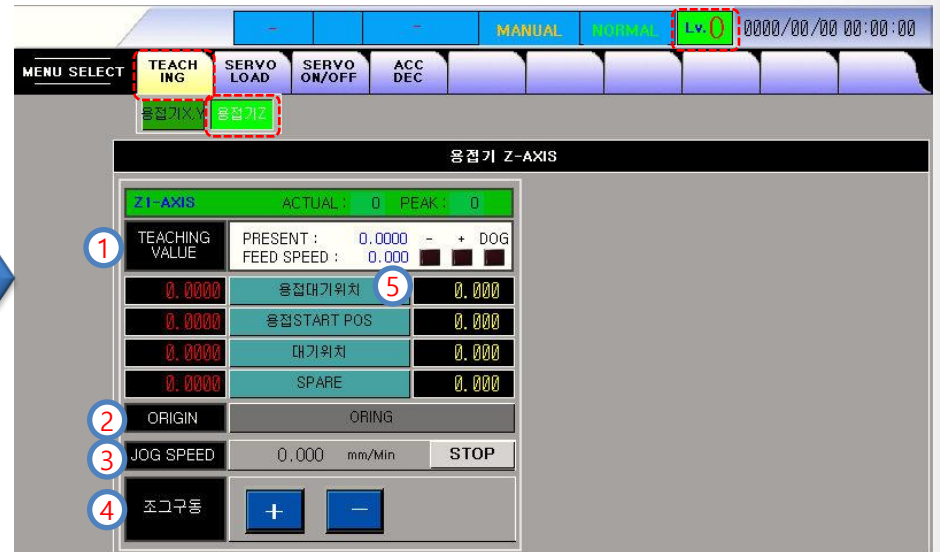 - - MANUAL NORMAL Lv.0 0000/00/00 00:00:00
MENU SELECT TEACH ING SERVO LOAD SERVO ON/OFF ACC DEC
용접기X,Y 용접기Z
용접기 Z-AXIS
Z1-AXIS ACTUAL: 0 PEAK: 0
1 TEACHING VALUE
PRESENT : 0.0000 - + DOG
FEED SPEED : 0.000
0.0000 용접대기위치 5 0.000
0.0000 용접START POS 0.000
0.0000 대기위치 0.000
0.0000 SPARE 0.000
2 ORIGIN ORING
3 JOG SPEED 0.000 mm/Min STOP
4 조그구동 + -